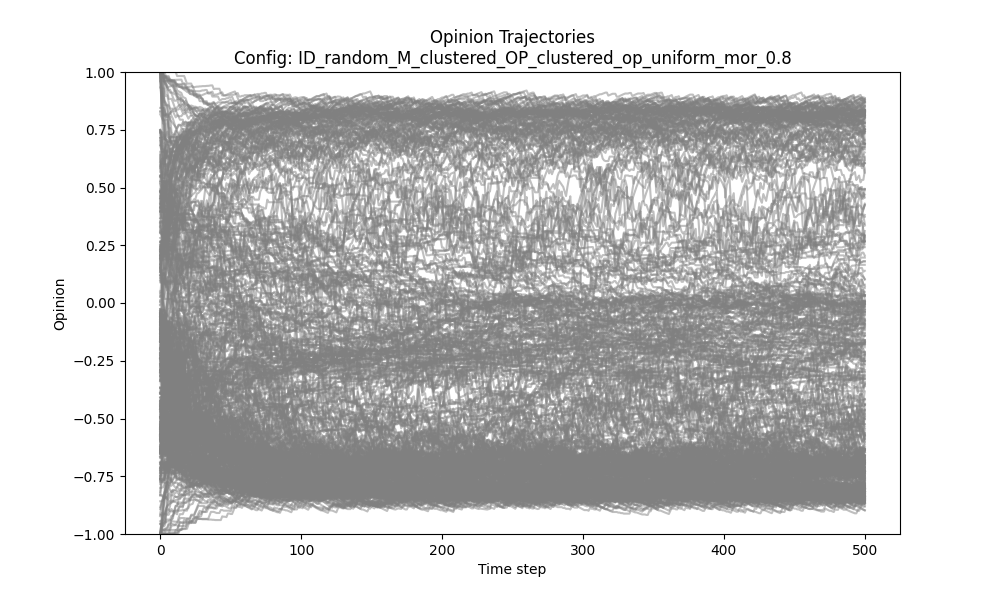 Opinion Trajectories
Config: ID_random_M_clustered_OP_clustered_op_uniform_mor_0.8
1.00
0.75
0.50
0.25
0.00
−0.25
−0.50
−0.75
−1.00
Opinion
0 100 200 300 400 500
Time step